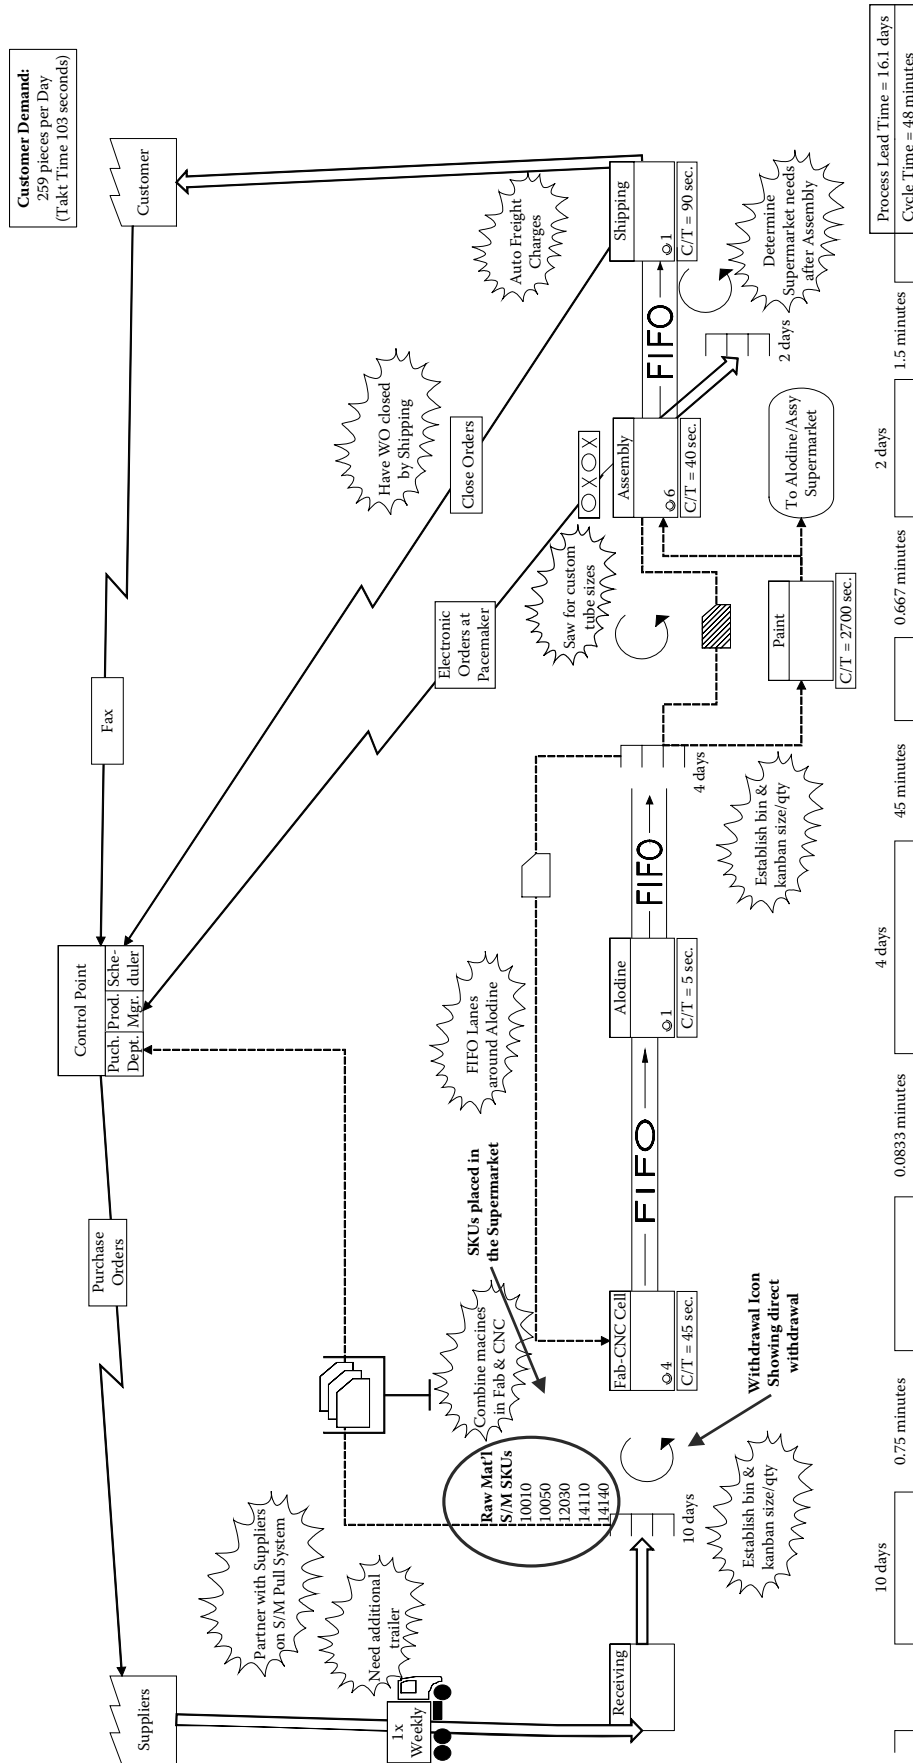 Customer Demand:
259 pieces per Day
(Takt Time 103 seconds)
Suppliers
Purchase
Orders
Control Point
Puch.
Dept.
Prod.
Mgr.
Sche-
duler
Fax
Customer
Partner with Suppliers
on S/M Pull System
Need additional
trailer
1x
Weekly
Have WO closed
by Shipping
Close Orders
Electronic
Orders at
Pacemaker
Auto Freight
Charges
Raw Mat'l
S/M SKUs
10010
10050
12030
14110
14140
Combine macines
in Fab & CNC
SKUs placed in
the Supermarket
FIFO Lanes
around Alodine
Saw for custom
tube sizes
OXOX
Receiving
10 days
Fab-CNC Cell
4
C/T = 45 sec.
FIFO
Alodine
1
C/T = 5 sec.
FIFO
4 days
Assembly
6
C/T = 40 sec.
FIFO
Shipping
1
C/T = 90 sec.
Establish bin &
kanban size/qty
Withdrawal Icon
Showing direct
withdrawal
Establish bin &
kanban size/qty
Paint
C/T = 2700 sec.
To Alodine/Assy
Supermarket
2 days
Determine
Supermarket needs
after Assembly
10 days
0.75 minutes
0.0833 minutes
4 days
45 minutes
0.667 minutes
2 days
1.5 minutes
Process Lead Time = 16.1 days
Cycle Time = 48 minutes